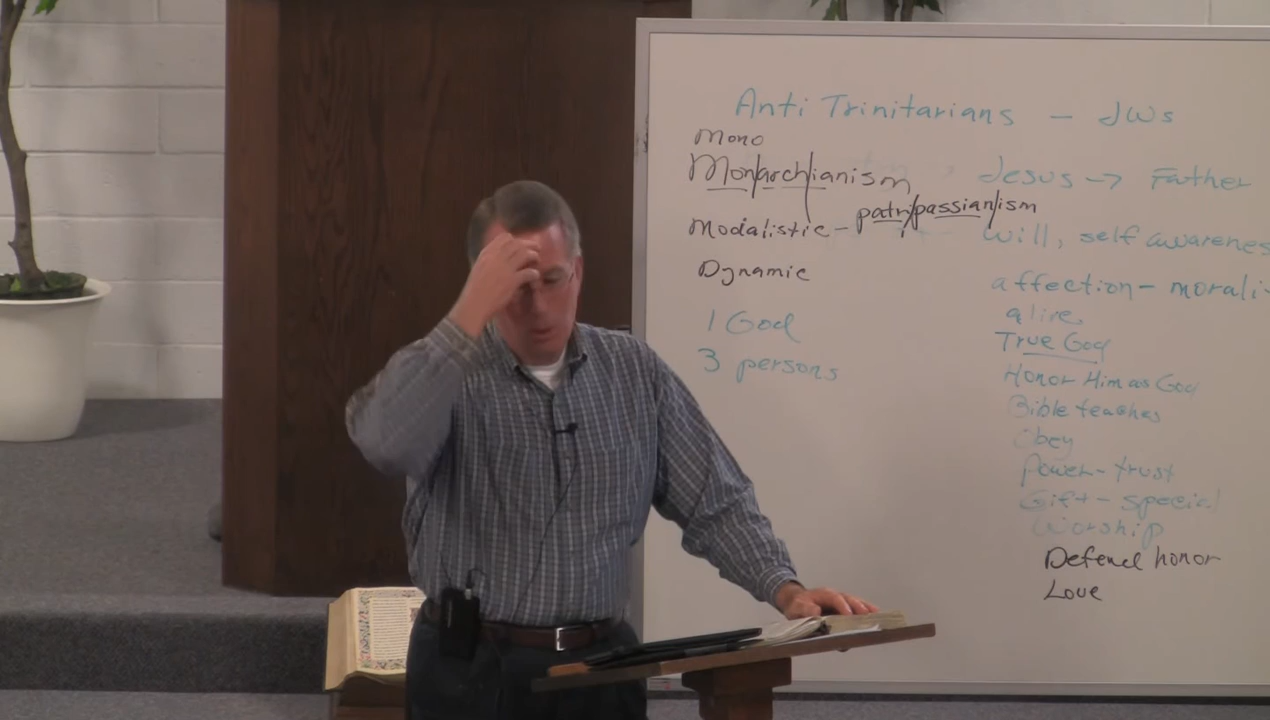 Anti Trinitarians - JWs
Mono
Monarchianism
Modalistic - patripassianism
Dynamic
1 God
3 persons
Jesus → Father
will, self awarenes
affection - morali
alive
True God
Honor Him as God
Bible teaches
Obey
Power - trust
Gift - special
Worship
Defend honor
Love